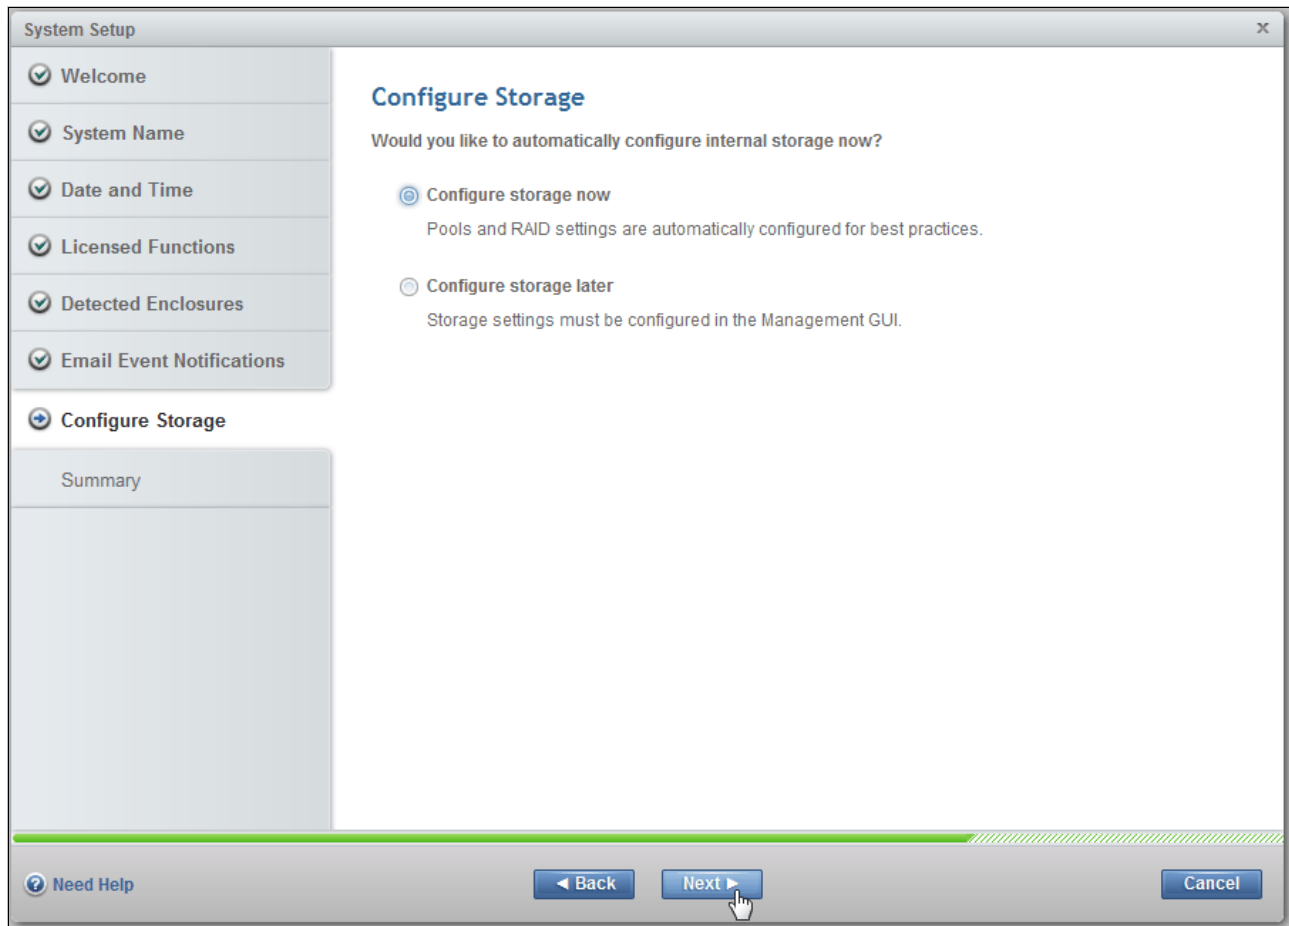 System Setup
x
Welcome
System Name
Date and Time
Licensed Functions
Detected Enclosures
Email Event Notifications
Configure Storage
Summary
Configure Storage
Would you like to automatically configure internal storage now?
Configure storage now
Pools and RAID settings are automatically configured for best practices.
Configure storage later
Storage settings must be configured in the Management GUI.
? Need Help
◄ Back
Next ►
Cancel